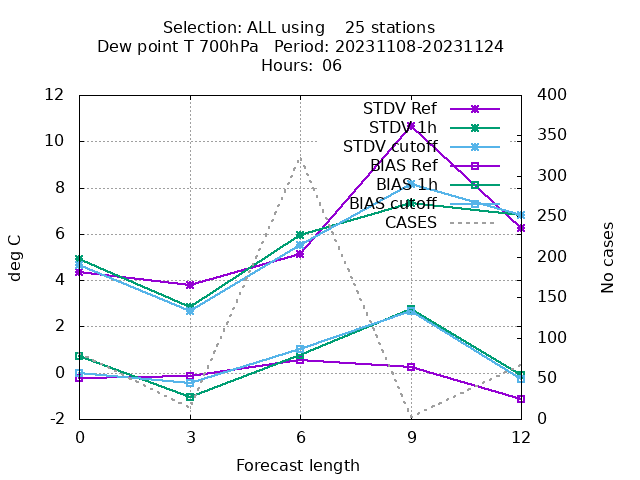 Selection: ALL using    25 stations
Dew point T 700hPa   Period: 20231108-20231124
Hours: 06
12
10
8
6
4
2
0
-2
400
350
300
250
200
150
100
50
0
deg C
No cases
STDV Ref
STDV 1h
STDV cutoff
BIAS Ref
BIAS 1h
BIAS cutoff
CASES
0 3 6 9 12
Forecast length